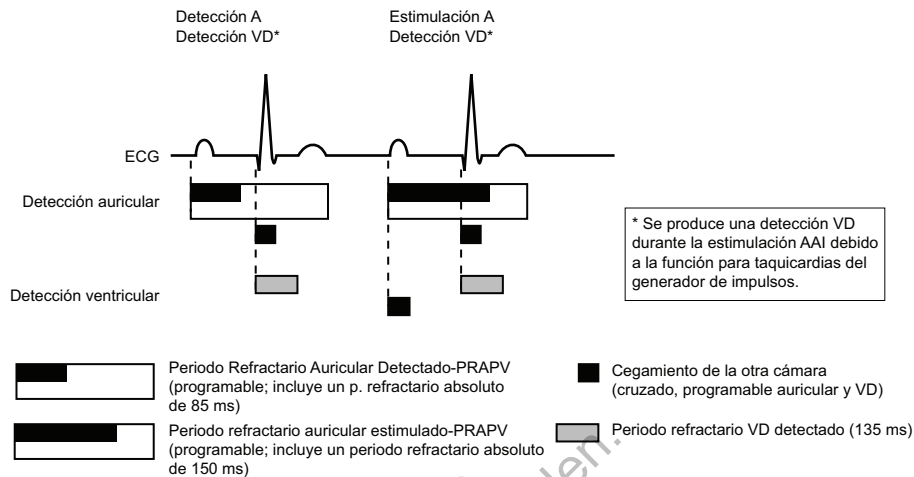 Detección A
Detección VD*
Estimulación A
Detección VD*
ECG
Detección auricular
Detección ventricular
* Se produce una detección VD
durante la estimulación AAI debido
a la función para taquicardias del
generador de impulsos.
Periodo Refractario Auricular Detectado-PRAPV
(programable; incluye un p. refractario absoluto
de 85 ms)
Periodo refractario auricular estimulado-PRAPV
(programable; incluye un periodo refractario absoluto
de 150 ms)
Cegamiento de la otra cámara
(cruzado, programable auricular y VD)
Periodo refractario VD detectado (135 ms)